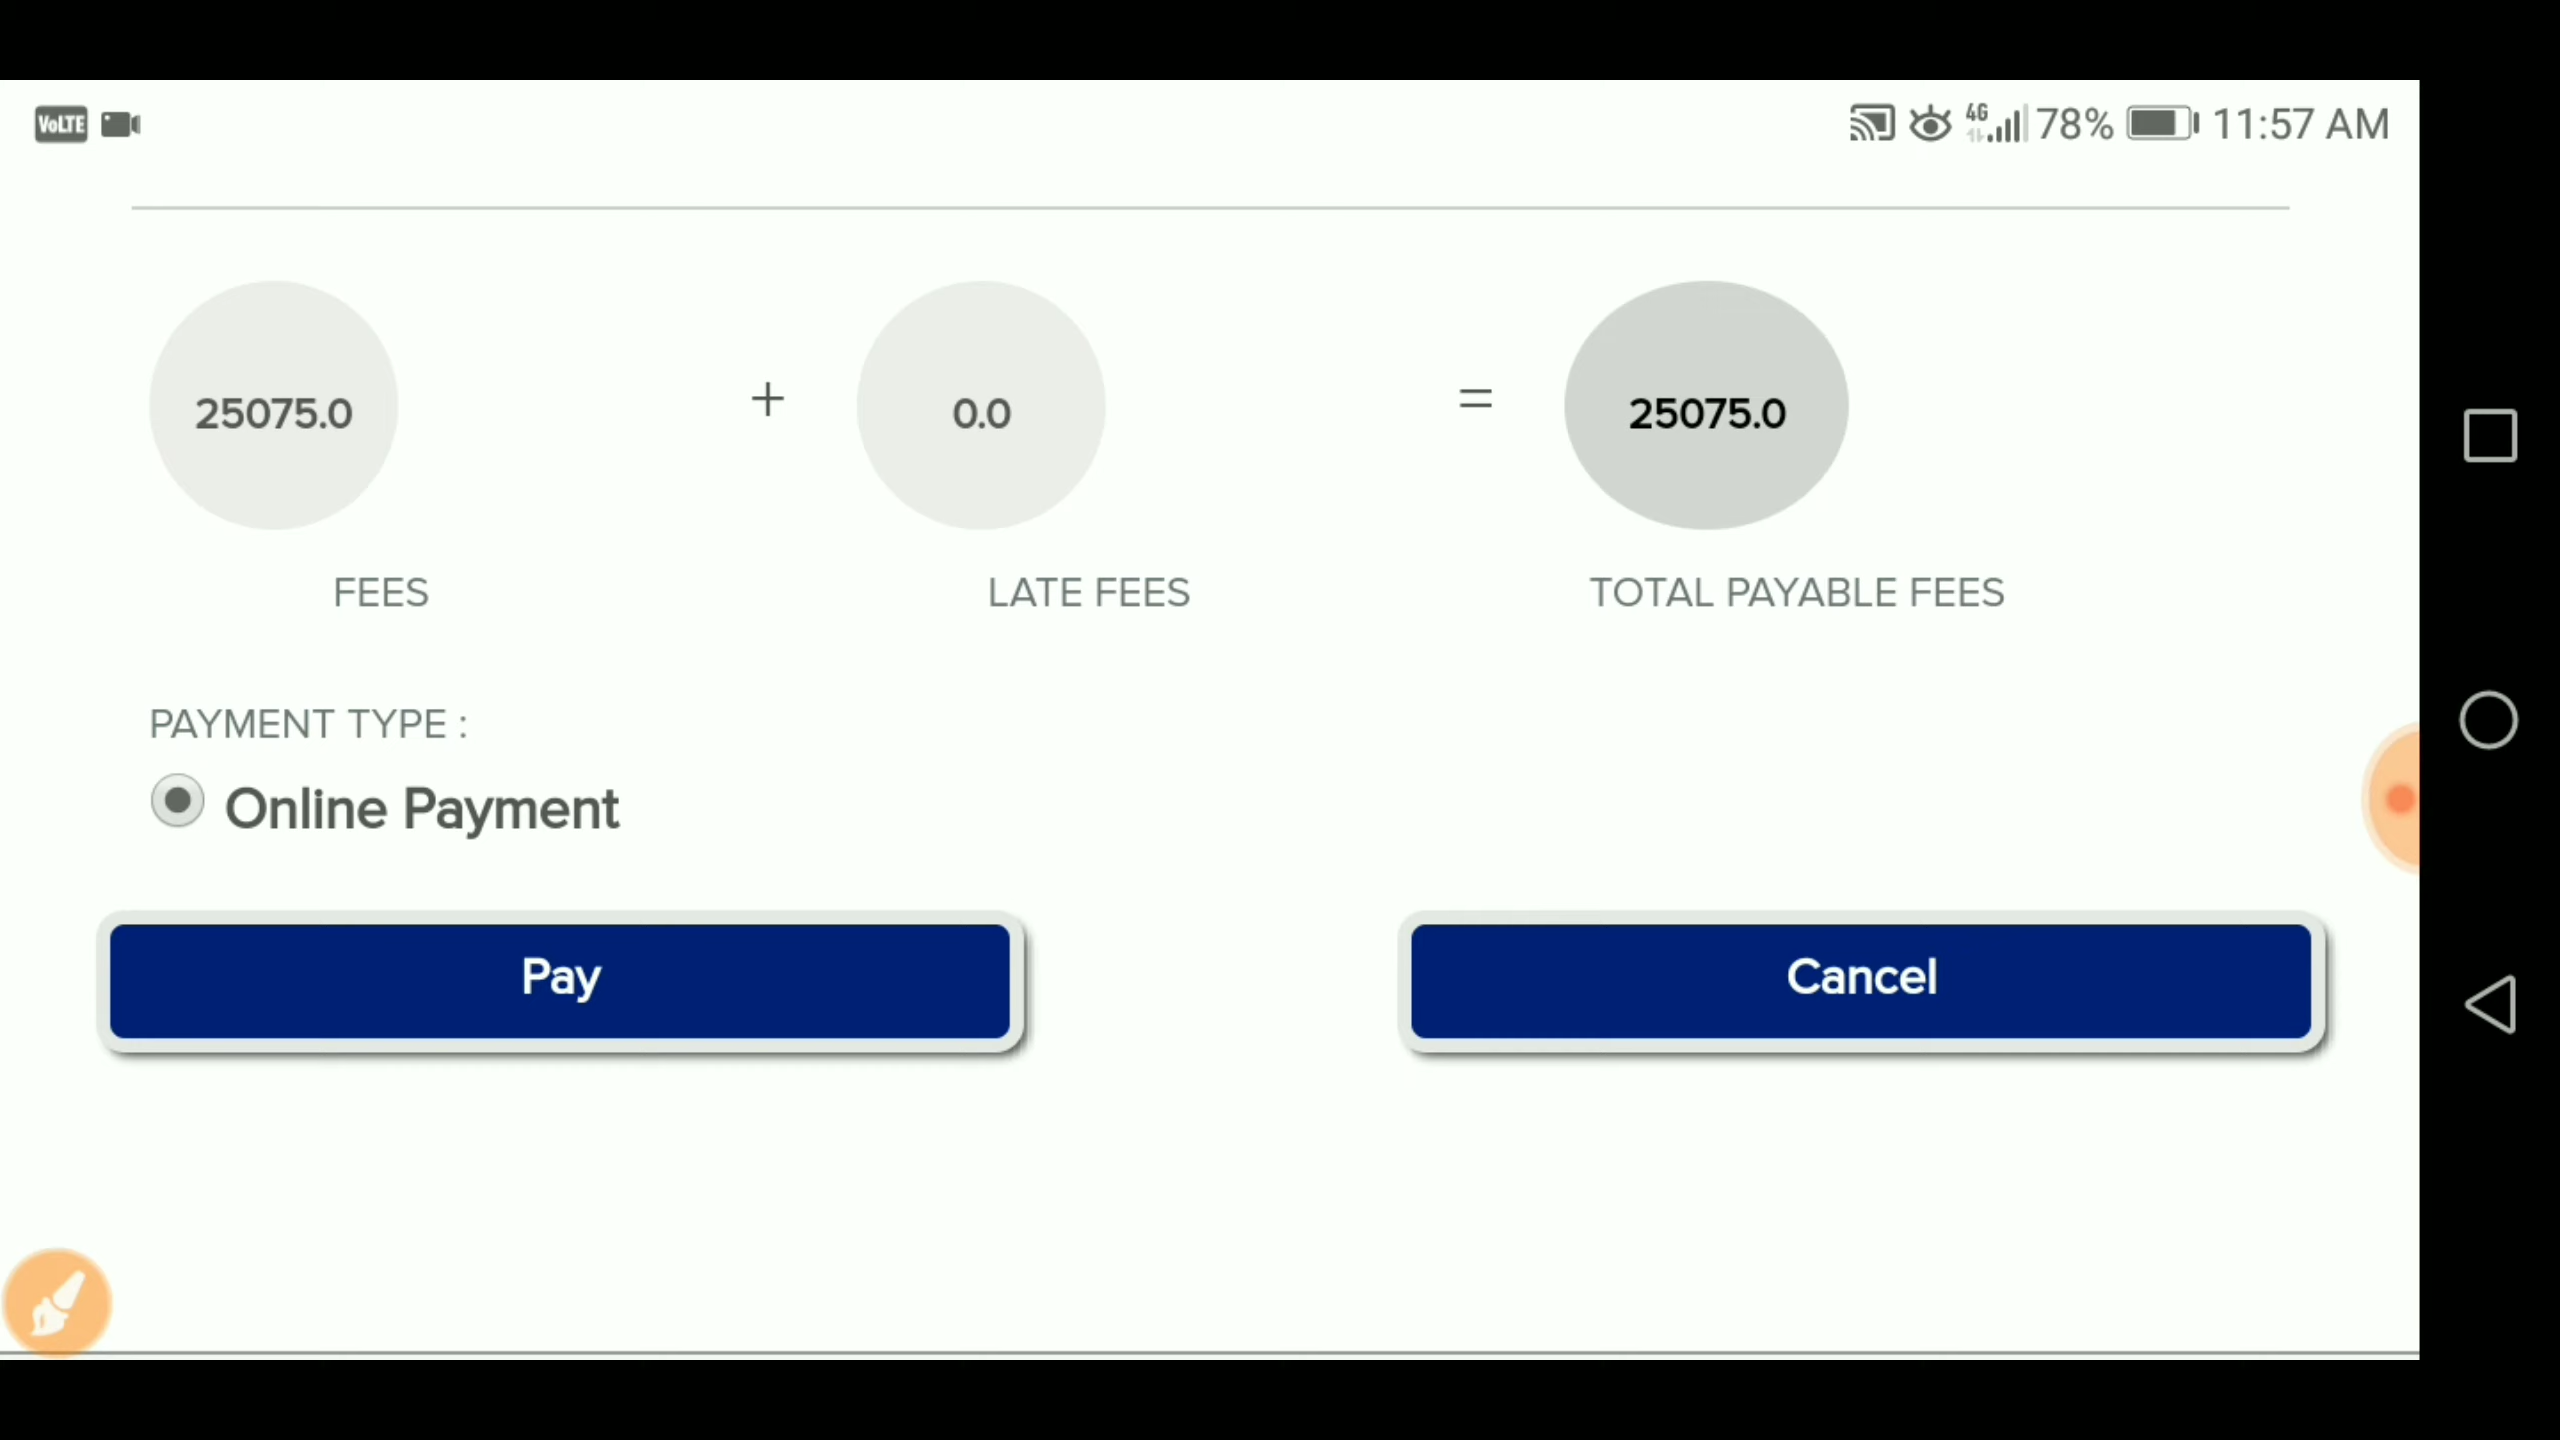 VoLTE 4G 78% 11:57 AM
25075.0 + 0.0 = 25075.0
FEES LATE FEES TOTAL PAYABLE FEES
PAYMENT TYPE :
Online Payment
Pay Cancel